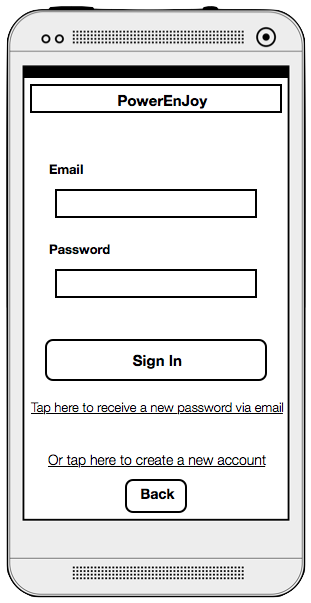 PowerEnJoy
Email
Password
Sign In
Tap here to receive a new password via email
Or tap here to create a new account
Back